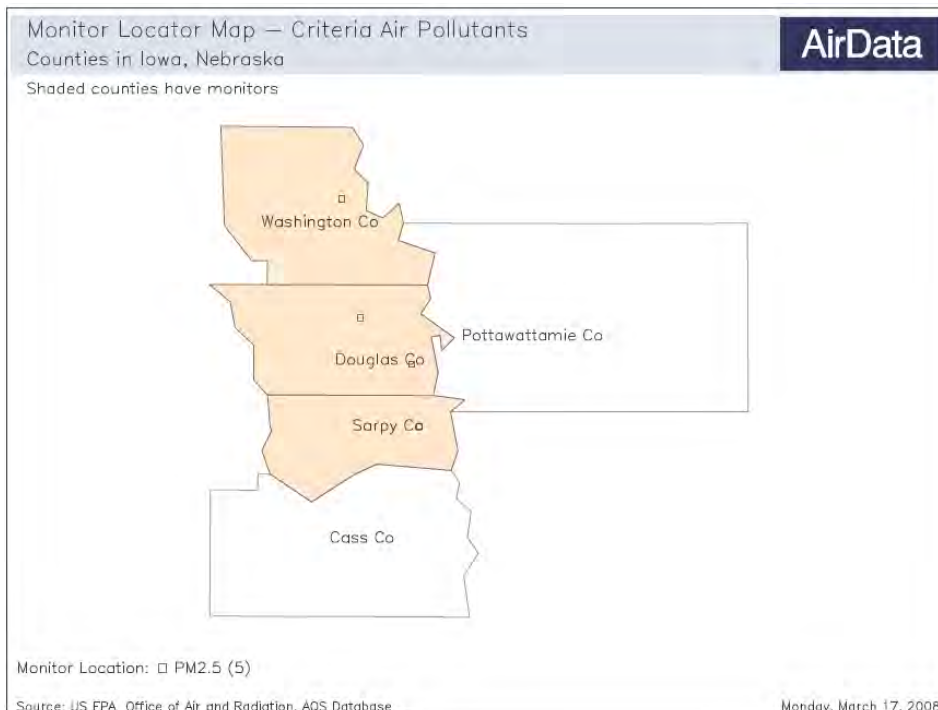 Monitor Locator Map – Criteria Air Pollutants
AirData
Counties in Iowa, Nebraska
Shaded counties have monitors
Washington Co
Pottawattamie Co
Douglas Co
Sarpy Co
Cass Co
Monitor Location: □ PM2.5 (5)
Source: US EPA, Office of Air and Radiation, AQS Database
Monday, March 17, 2008